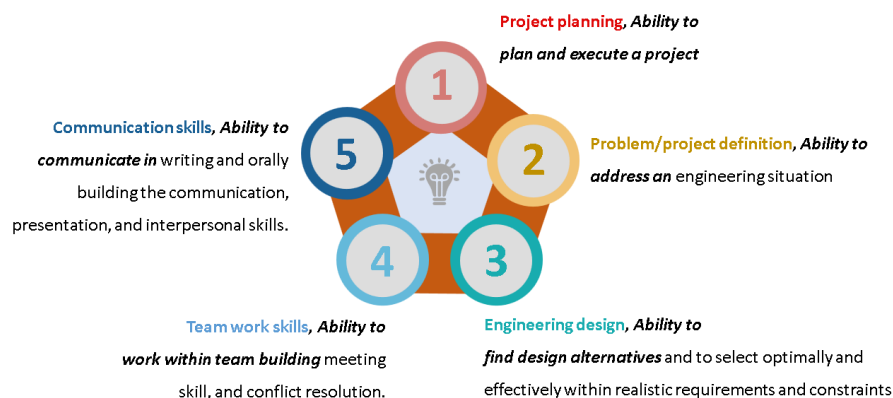 Project planning, Ability to
plan and execute a project
1
Communication skills, Ability to
communicate in writing and orally
building the communication,
presentation, and interpersonal skills.
5
2
Problem/project definition, Ability to
address an engineering situation
4
3
Team work skills, Ability to
work within team building meeting
skill, and conflict resolution.
Engineering design, Ability to
find design alternatives and to select optimally and
effectively within realistic requirements and constraints